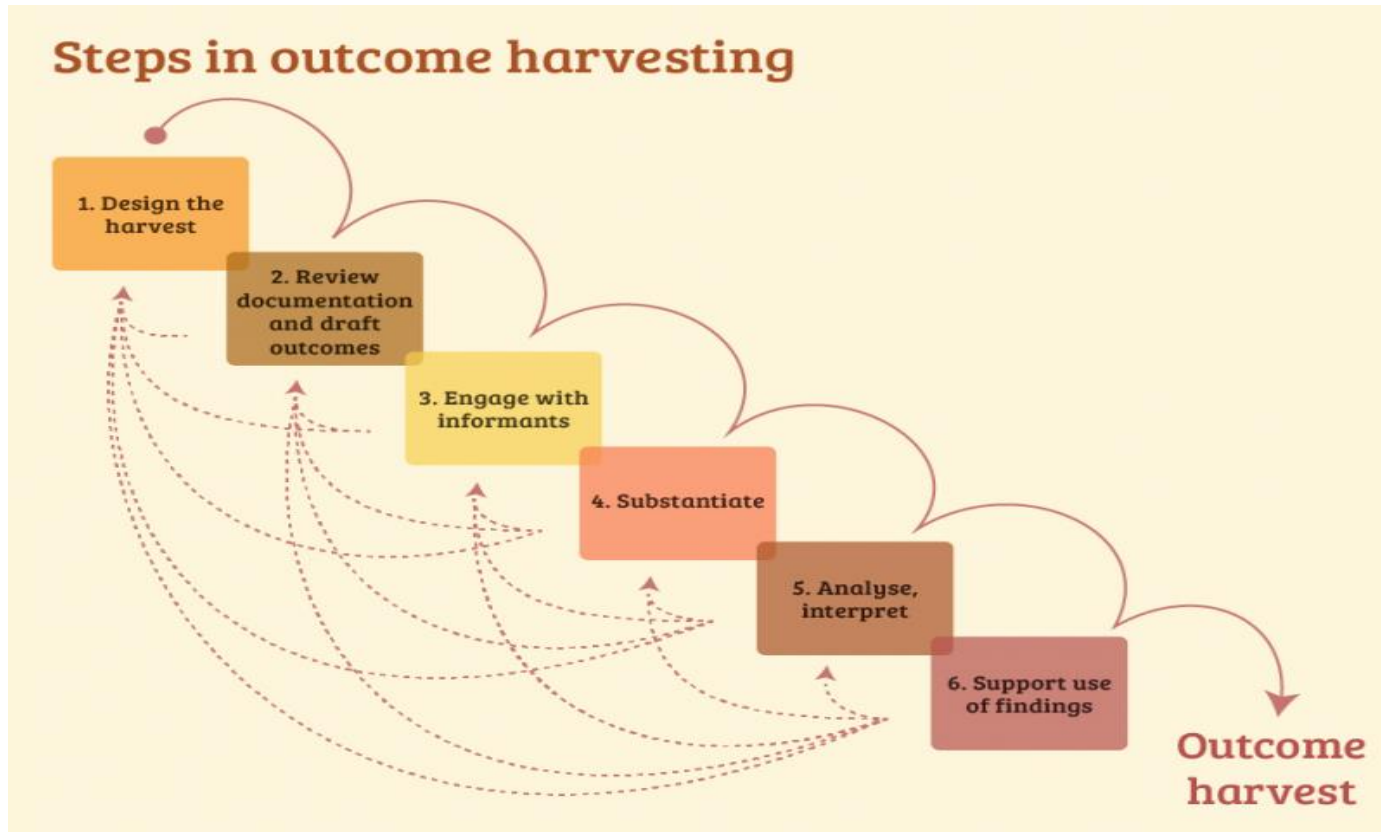 Steps in outcome harvesting
1. Design the
harvest
2. Review
documentation
and draft
outcomes
3. Engage with
informants
4. Substantiate
5. Analyse,
interpret
6. Support use
of findings
Outcome
harvest